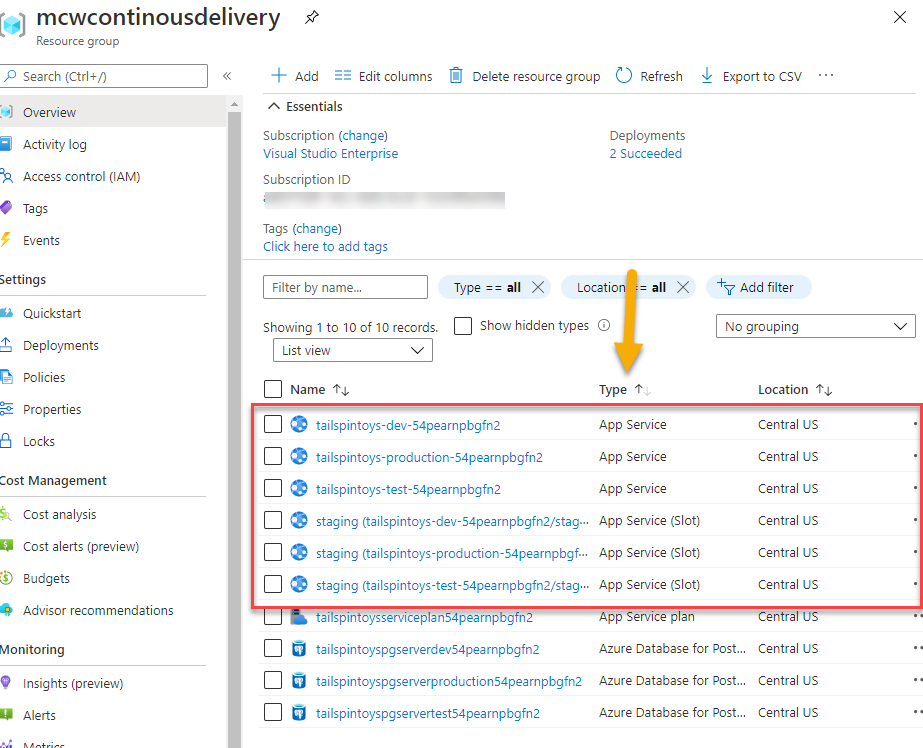 mcwcontinousdelivery
Resource group
Search (Ctrl+/)
«
Add
Edit columns
Delete resource group
Refresh
Export to CSV
...
Overview
Activity log
Access control (IAM)
Tags
Events
Settings
Quickstart
Deployments
Policies
Properties
Locks
Cost Management
Cost analysis
Cost alerts (preview)
Budgets
Advisor recommendations
Monitoring
Insights (preview)
Alerts
Metrics
Essentials
Subscription (change)
Visual Studio Enterprise
Deployments
2 Succeeded
Subscription ID
Tags (change)
Click here to add tags
Filter by name...
Type == all
Location == all
Add filter
Showing 1 to 10 of 10 records.
Show hidden types
No grouping
List view
Name Type Location
tailspintoys-dev-54pearnpbgfn2 App Service Central US
tailspintoys-production-54pearnpbgfn2 App Service Central US
tailspintoys-test-54pearnpbgfn2 App Service Central US
staging (tailspintoys-dev-54pearnpbgfn2/stag... App Service (Slot) Central US
staging (tailspintoys-production-54pearnpbgf... App Service (Slot) Central US
staging (tailspintoys-test-54pearnpbgfn2/stag... App Service (Slot) Central US
tailspintoysserviceplan54pearnpbgfn2 App Service plan Central US
tailspintoyspgserverdev54pearnpbgfn2 Azure Database for Post... Central US
tailspintoyspgserverproduction54pearnpbgfn2 Azure Database for Post... Central US
tailspintoyspgservertest54pearnpbgfn2 Azure Database for Post... Central US